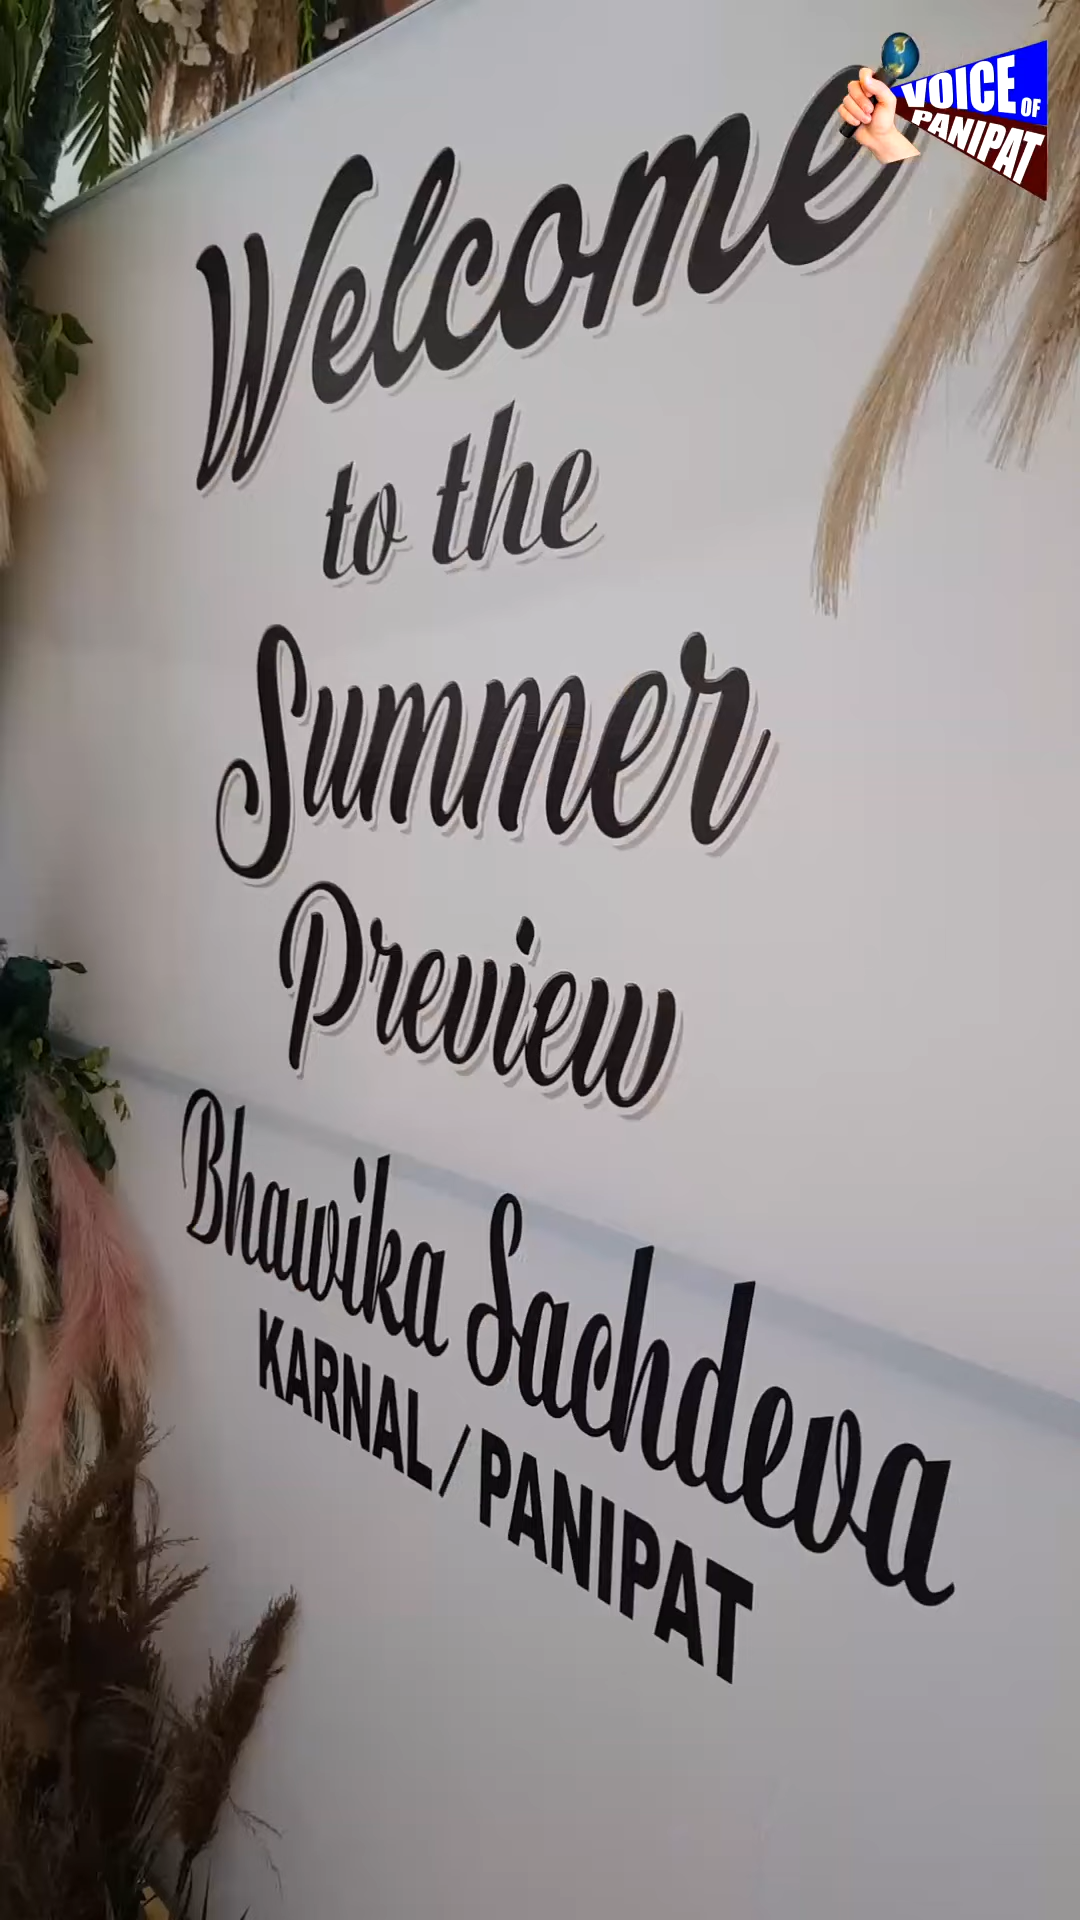 VOICE OF
PANIPAT
Welcome
to the
Summer
Preview
Bhawika Sachdeva
KARNAL / PANIPAT